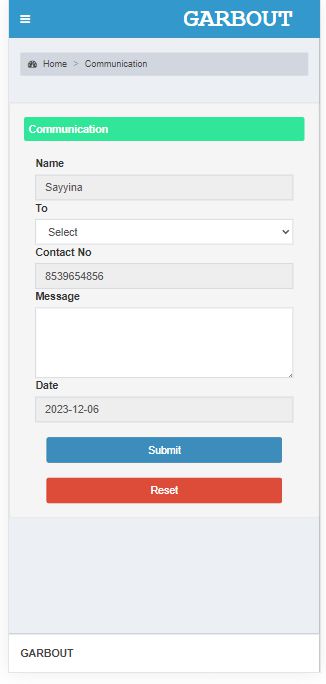 GARBOUT
Home > Communication
Communication
Name
Sayyina
To
Select
Contact No
8539654856
Message
Date
2023-12-06
Submit
Reset
GARBOUT